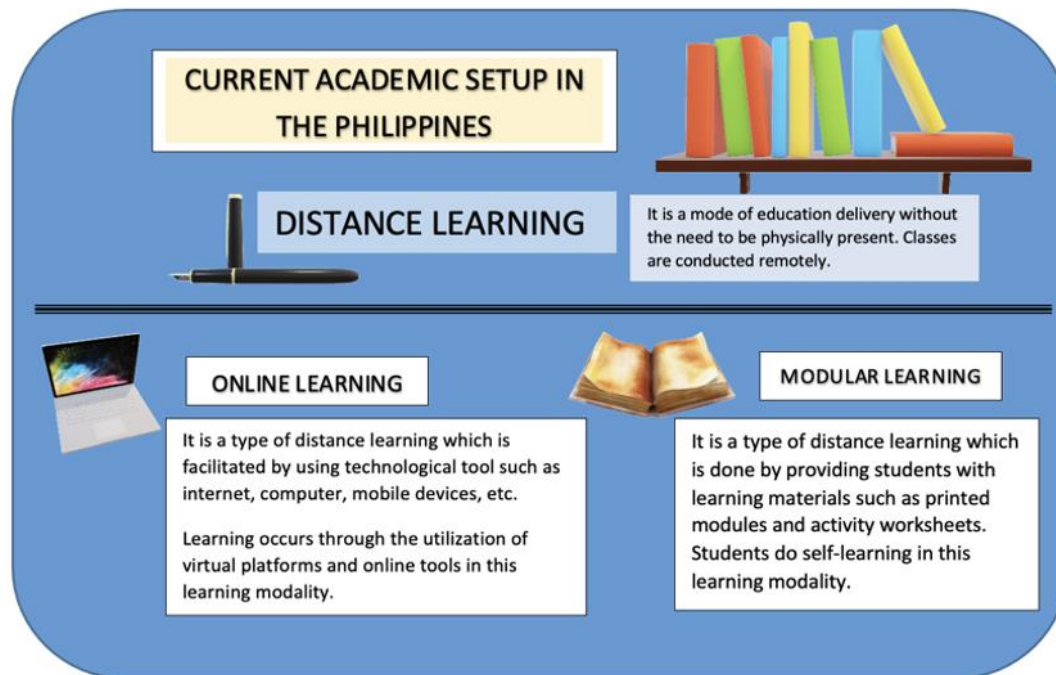 CURRENT ACADEMIC SETUP IN
THE PHILIPPINES
DISTANCE LEARNING
It is a mode of education delivery without
the need to be physically present. Classes
are conducted remotely.
ONLINE LEARNING
It is a type of distance learning which is
facilitated by using technological tool such as
internet, computer, mobile devices, etc.
Learning occurs through the utilization of
virtual platforms and online tools in this
learning modality.
MODULAR LEARNING
It is a type of distance learning which
is done by providing students with
learning materials such as printed
modules and activity worksheets.
Students do self-learning in this
learning modality.